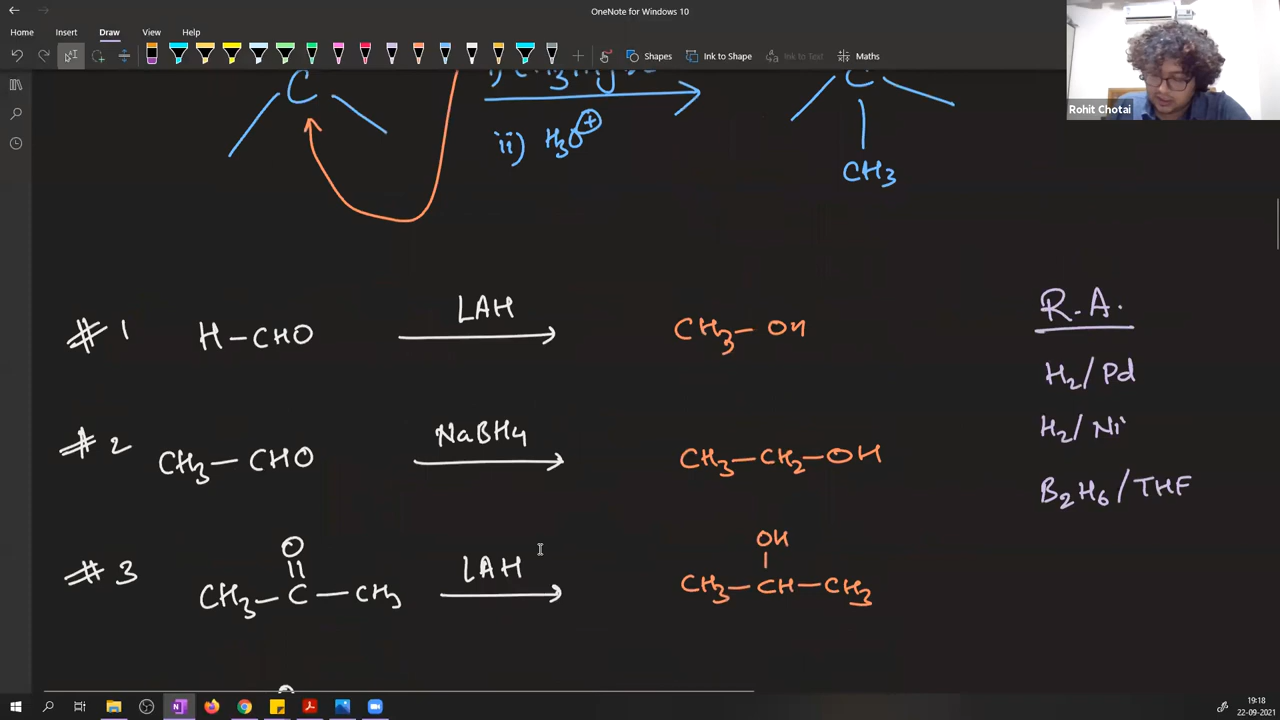 OneNote for Windows 10
Home Insert Draw View Help
Shapes Ink to Shape Ink to Text Maths
Rohit Chotai
C C
ii) H3O⊕
CH3
R.A.
#1 H-CHO LAH CH3-OH
H2/Pd
#2 CH3-CHO NaBH4 CH3-CH2-OH
H2/Ni
B2H6/THF
O OH
#3 CH3-C-CH3 LAH CH3-CH-CH3
19:18
22-09-2021